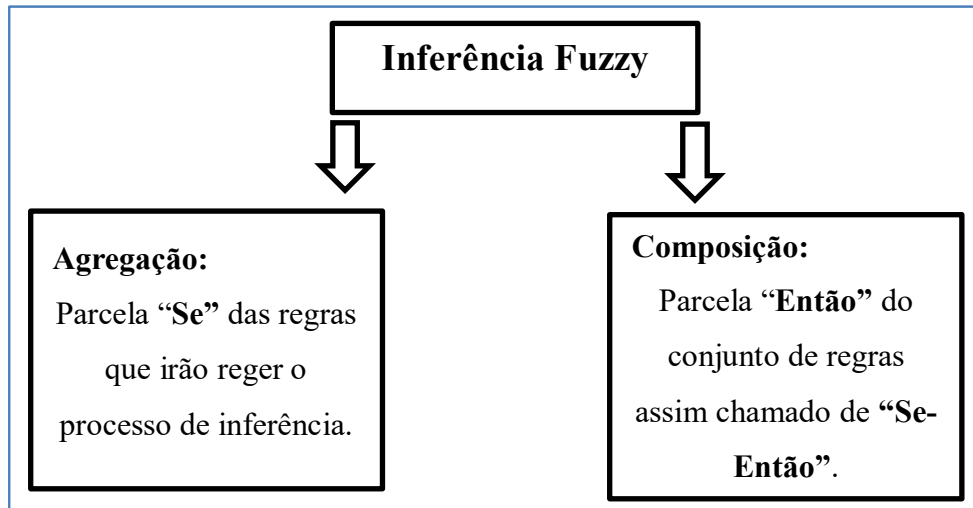 Inferência Fuzzy
Agregação:
Parcela “Se” das regras
que irão reger o
processo de inferência.
Composição:
Parcela “Então” do
conjunto de regras
assim chamado de “Se-
Então”.